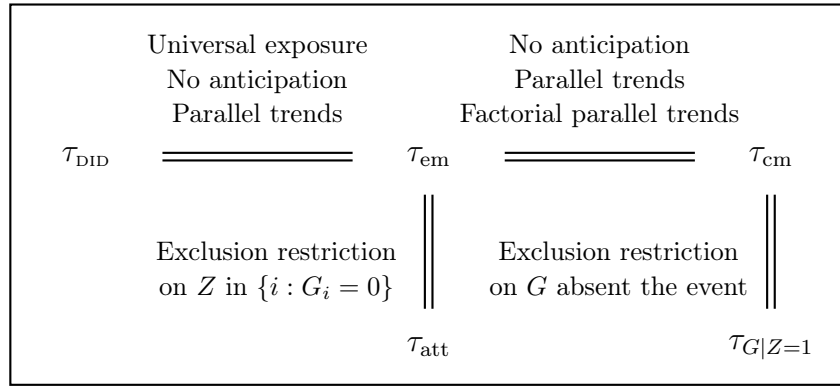 Universal exposure No anticipation
No anticipation Parallel trends
Parallel trends Factorial parallel trends
τ_DID τ_em τ_cm
Exclusion restriction Exclusion restriction
on Z in {i : G_i = 0} on G absent the event
τ_att τ_{G|Z=1}